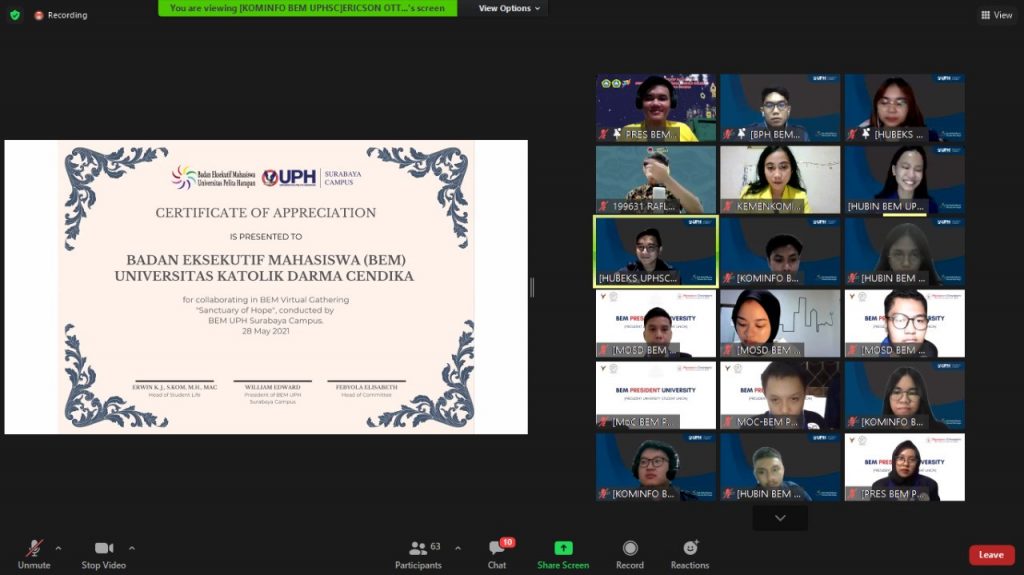 You are viewing [KOMINFO BEM UPHSC]ERICSON OTT...'s screen
View Options
Recording
View
Badan Eksekutif Mahasiswa
Universitas Pelita Harapan
UPH
SURABAYA
CAMPUS
CERTIFICATE OF APPRECIATION
IS PRESENTED TO
BADAN EKSEKUTIF MAHASISWA (BEM)
UNIVERSITAS KATOLIK DARMA CENDIKA
for collaborating in BEM Virtual Gathering
"Sanctuary of Hope", conducted by
BEM UPH Surabaya Campus.
28 May 2021
ERWIN K.J., S.KOM, M.H., MAC
Head of Student Life
WILLIAM EDWARD
President of BEM UPH
Surabaya Campus
FEBYOLA ELISABETH
Head of Committee
PRES BEM...
[BPH BEM...
[HUBEKS ...
199631 RAFL...
KEMENKOMI...
[HUBIN BEM UP...
[HUBEKS UPHSC...
[KOMINFO B...
[HUBIN BEM ...
BEM PRESIDENT UNIVERSITY
[MOSD BEM ...
[MOSD BEM ...
[MOSD BEM ...
BEM PRESIDENT UNIVERSITY
[MoC-BEM P...
MOC-BEM P...
[KOMINFO B...
[KOMINFO B...
[HUBIN BEM ...
[PRES BEM P...
Unmute
Stop Video
63
Participants
10
Chat
Share Screen
Record
Reactions
Leave